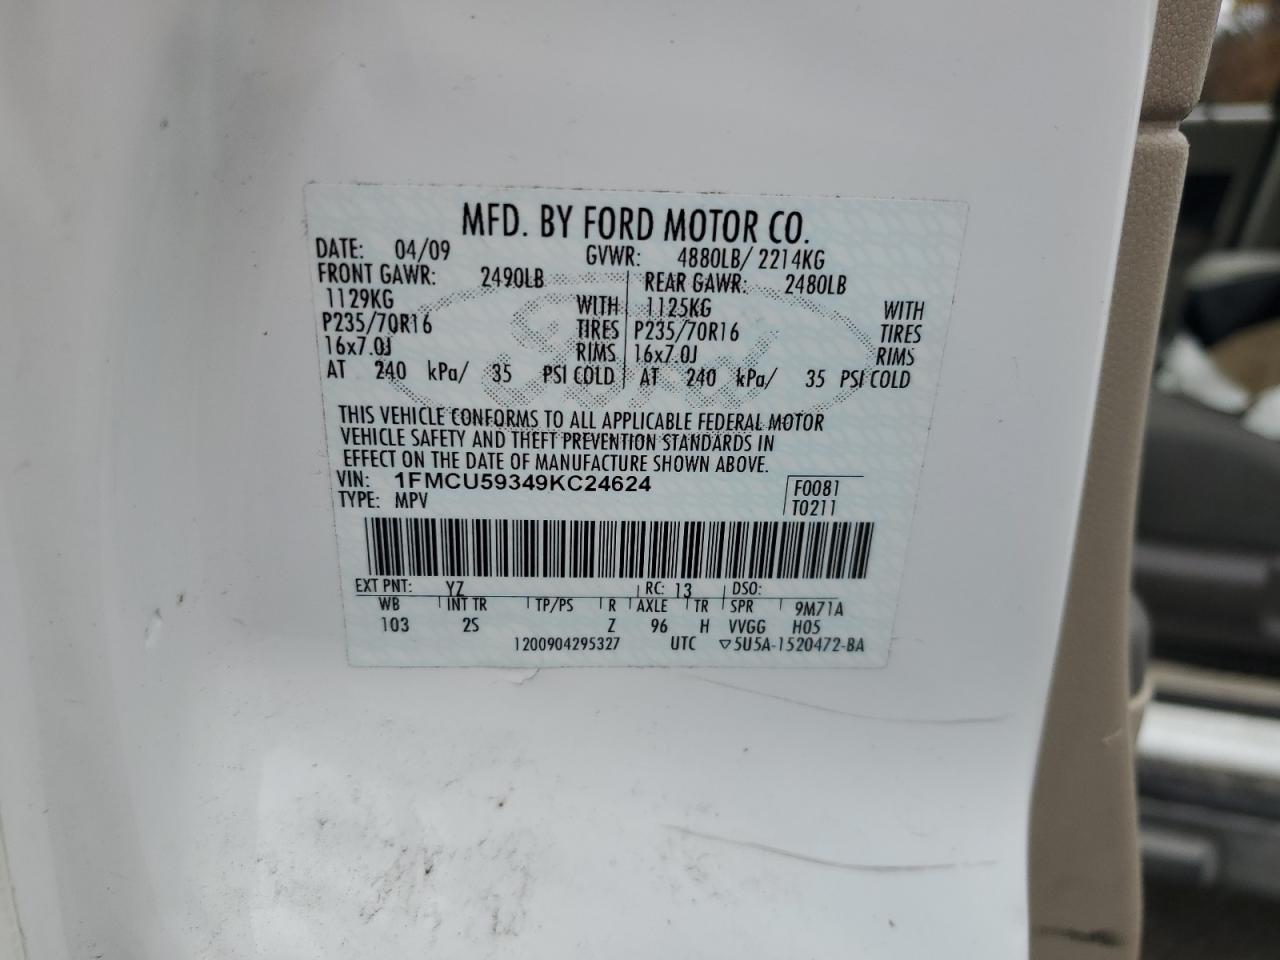 MFD. BY FORD MOTOR CO.
DATE: 04/09 GVWR: 4880LB/ 2214KG
FRONT GAWR: 2490LB REAR GAWR: 2480LB
1129KG WITH 1125KG WITH
P235/70R16 TIRES P235/70R16 TIRES
16x7.0J RIMS 16x7.0J RIMS
AT 240 kPa/ 35 PSI COLD AT 240 kPa/ 35 PSI COLD
THIS VEHICLE CONFORMS TO ALL APPLICABLE FEDERAL MOTOR
VEHICLE SAFETY AND THEFT PREVENTION STANDARDS IN
EFFECT ON THE DATE OF MANUFACTURE SHOWN ABOVE.
VIN: 1FMCU59349KC24624 F0081
TYPE: MPV T0211
EXT PNT: YZ RC: 13 DSO:
WB INT TR TP/PS R AXLE TR SPR 9M71A
103 2S Z 96 H VVGG H05
1200904295327 UTC ▽5U5A-1520472-BA
Ford